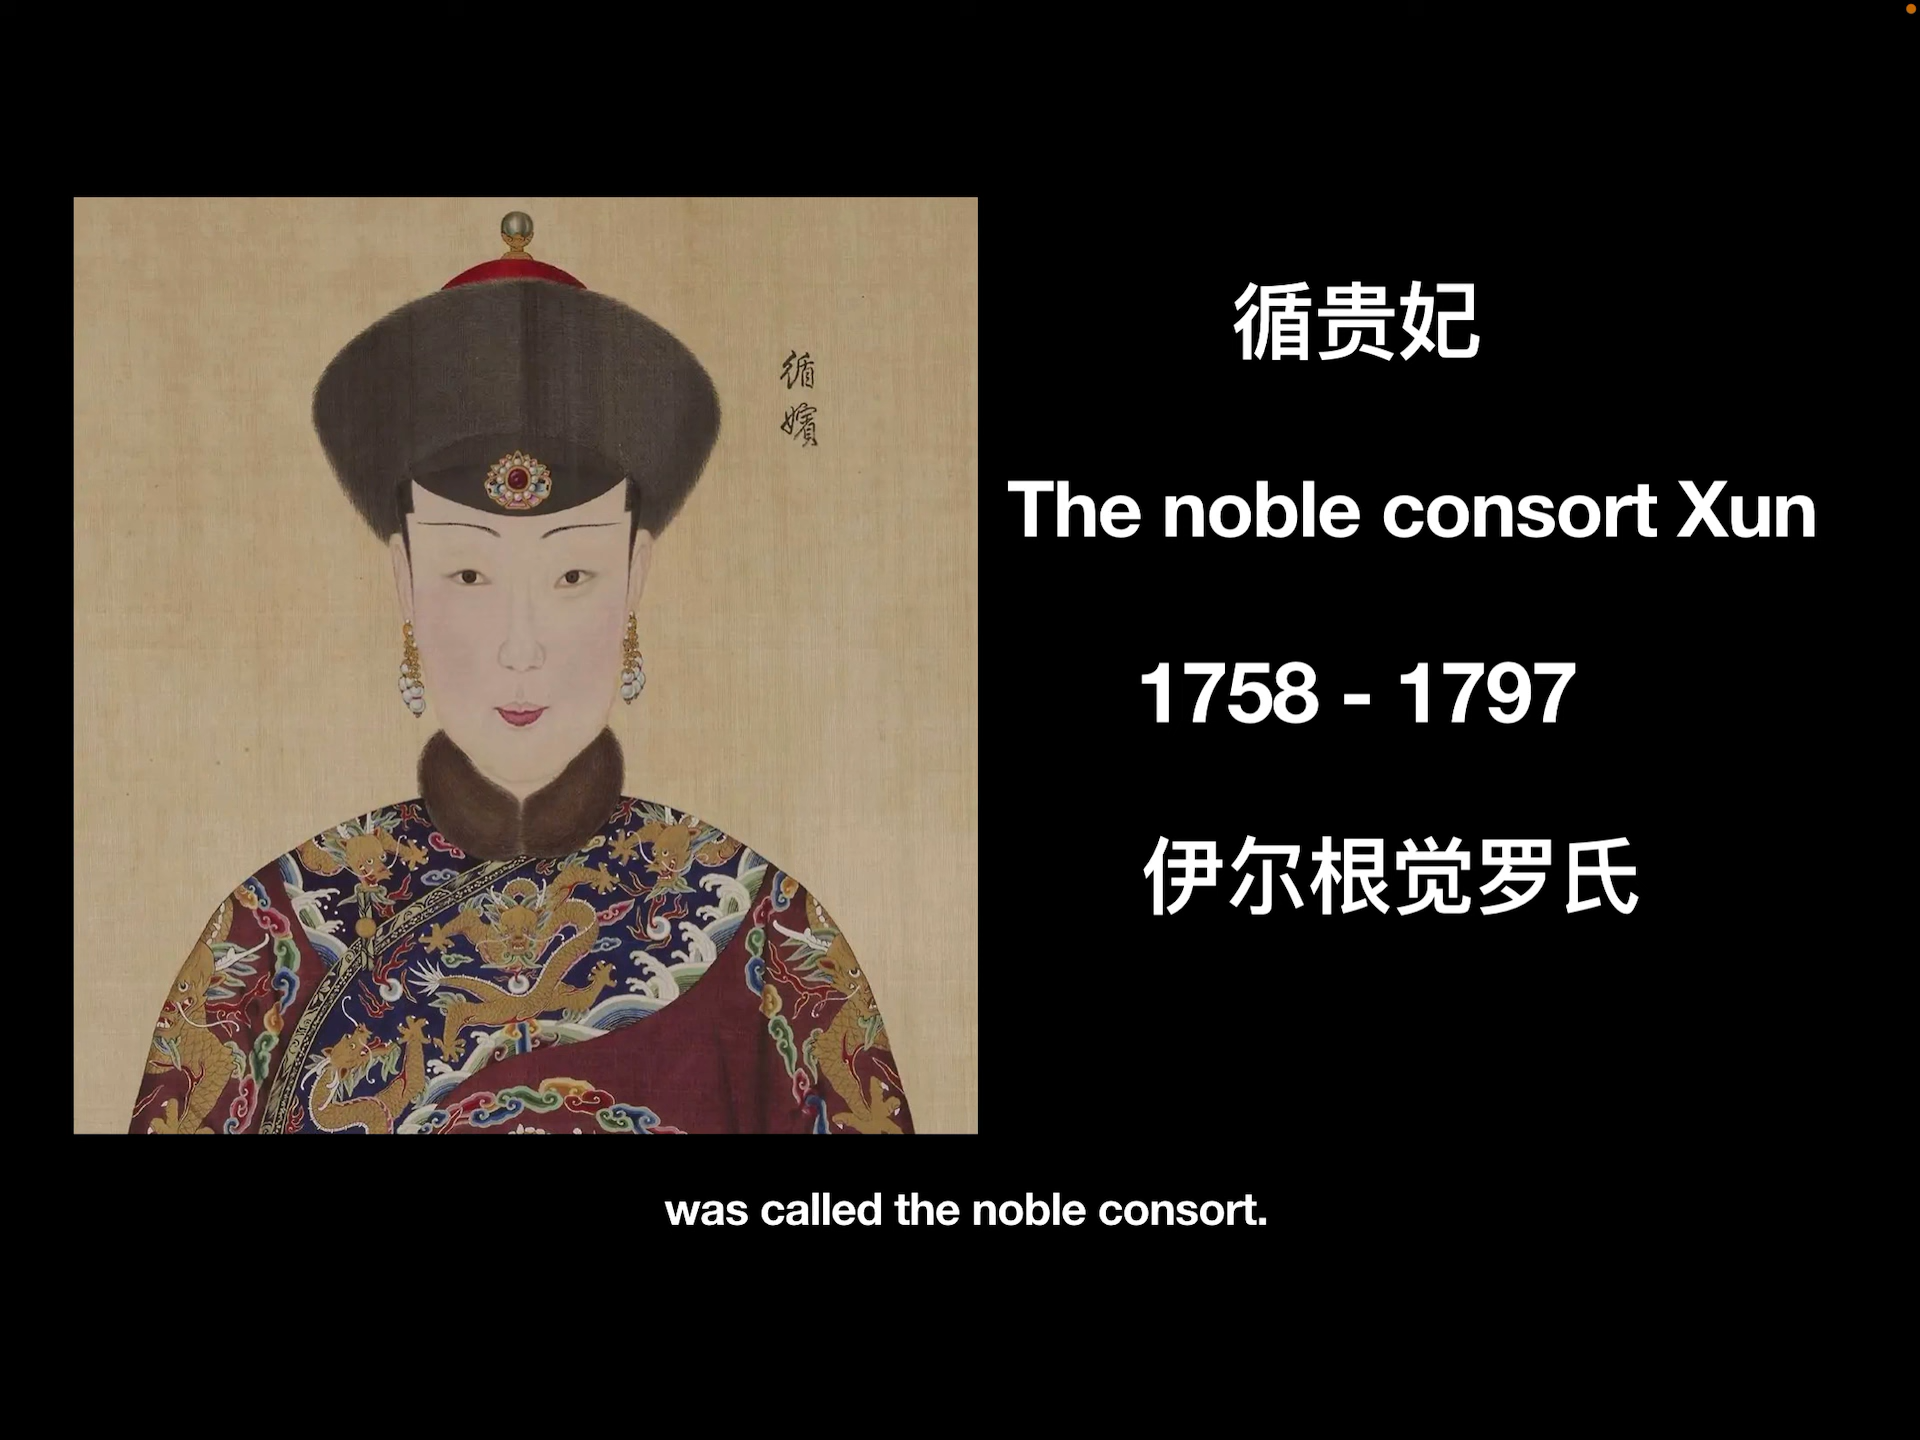 循嬪
循贵妃
The noble consort Xun
1758 - 1797
伊尔根觉罗氏
was called the noble consort.